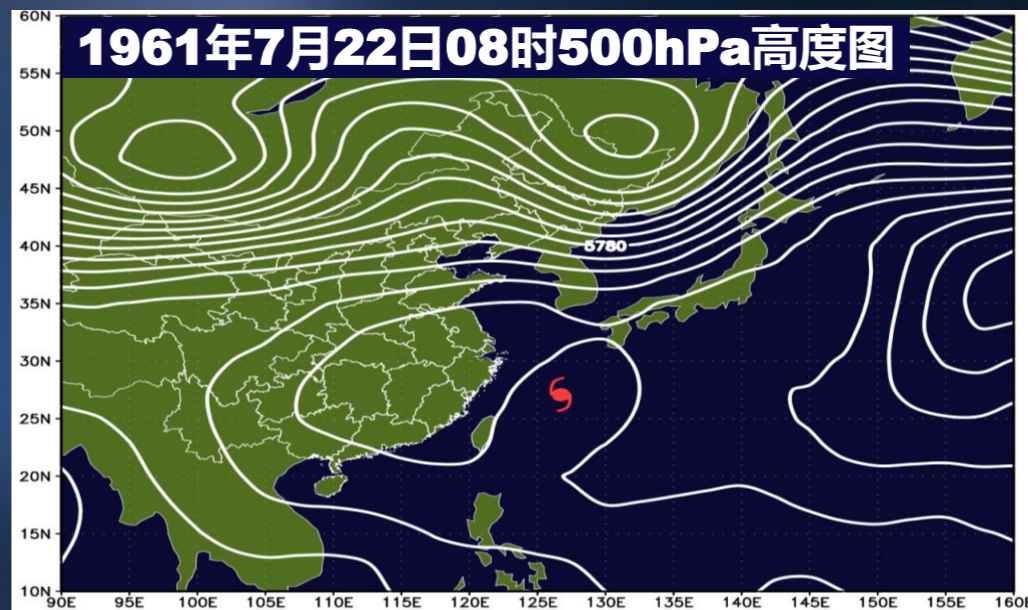 1961年7月22日08时500hPa高度图
60N
55N
50N
45N
40N
35N
30N
25N
20N
15N
10N
5780
90E 95E 100E 105E 110E 115E 120E 125E 130E 135E 140E 145E 150E 155E 160E